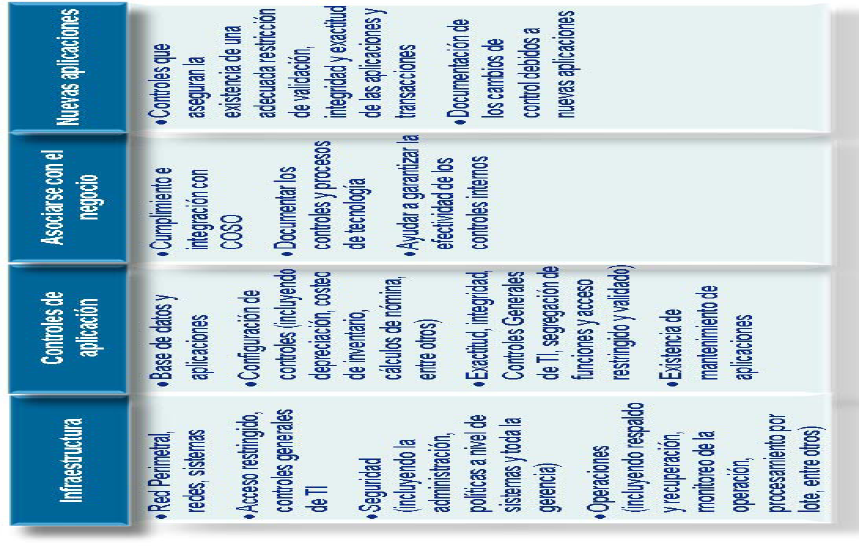 Infraestructura
•Red Perimetral,
redes, sistemas
•Acceso restringido,
controles generales
de TI
•Seguridad
(incluyendo la
administración,
políticas a nivel de
sistemas y toda la
gerencia)
•Operaciones
(incluyendo respaldo
y recuperación,
monitoreo de la
operación,
procesamiento por
lote, entre otros)
Controles de
aplicación
•Base de datos y
aplicaciones
•Configuración de
controles (incluyendo
depreciación, costeo
de inventario,
cálculos de nómina,
entre otros)
•Exactitud, integridad,
Controles Generales
de TI, segregación de
funciones y acceso
restringido y validado)
•Existencia de
mantenimiento de
aplicaciones
Asociarse con el
negocio
•Cumplimiento e
integración con
COSO
•Documentar los
controles y procesos
de tecnología
•Ayudar a garantizar la
efectividad de los
controles internos
Nuevas aplicaciones
•Controles que
aseguran la
existencia de una
adecuada restricción
de validación,
integridad y exactitud
de las aplicaciones y
transacciones
•Documentación de
los cambios de
control debidos a
nuevas aplicaciones